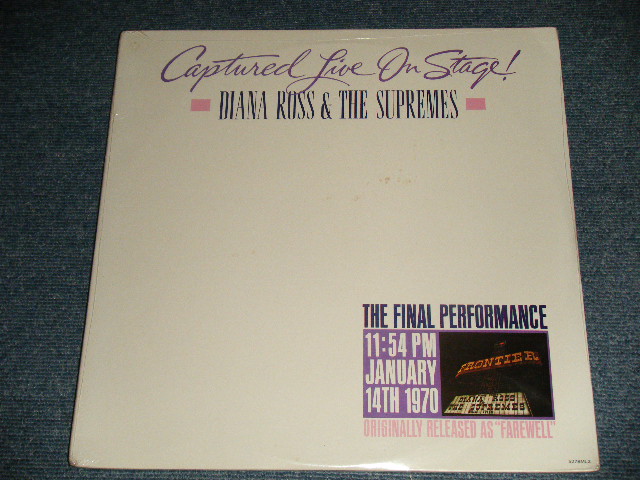 Captured Live On Stage!
DIANA ROSS & THE SUPREMES
THE FINAL PERFORMANCE
11:54 PM
JANUARY
14TH 1970
FRONTIER
DIANA ROSS
THE SUPREMES
ORIGINALLY RELEASED AS "FAREWELL"